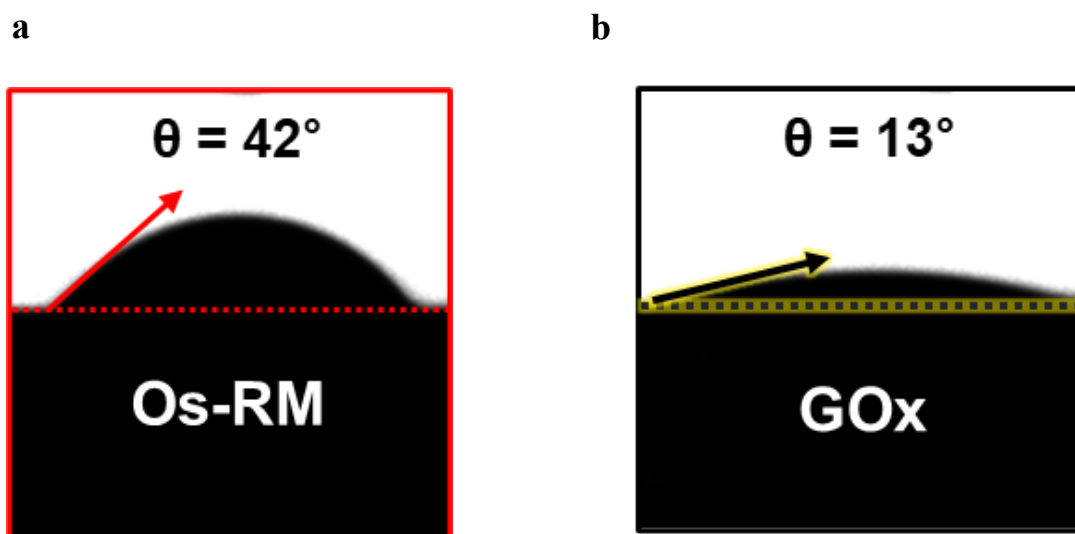 a
b
θ = 42°
θ = 13°
Os-RM
GOx